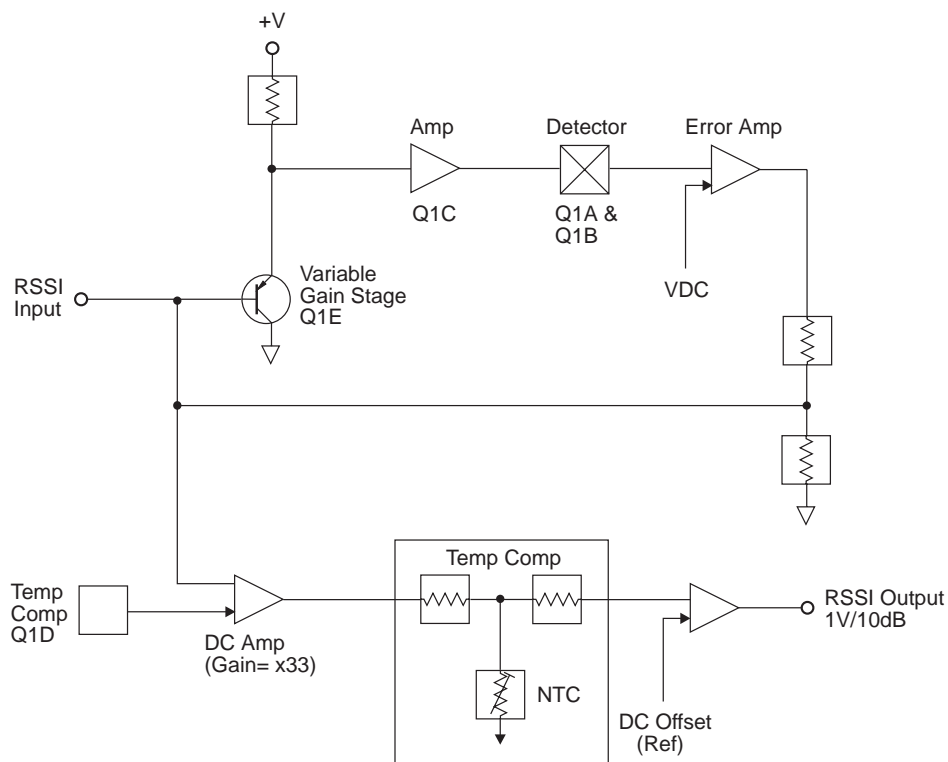 +V
Amp
Detector
Error Amp
Q1C
Q1A &
Q1B
VDC
RSSI
Input
Variable
Gain Stage
Q1E
Temp Comp
Temp
Comp
Q1D
DC Amp
(Gain= x33)
NTC
DC Offset
(Ref)
RSSI Output
1V/10dB